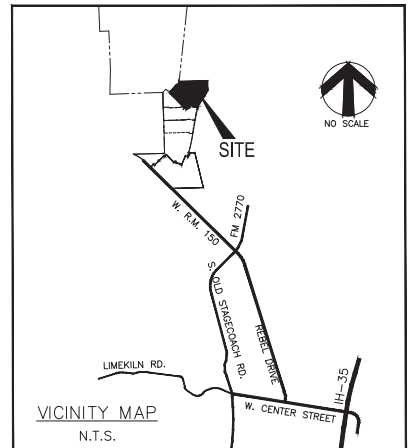 NO SCALE
SITE
FM 2770
W. R.M. 150
S. OLD STAGECOACH RD.
REBEL DRIVE
LIMEKILN RD.
IH-35
W. CENTER STREET
VICINITY MAP
N.T.S.